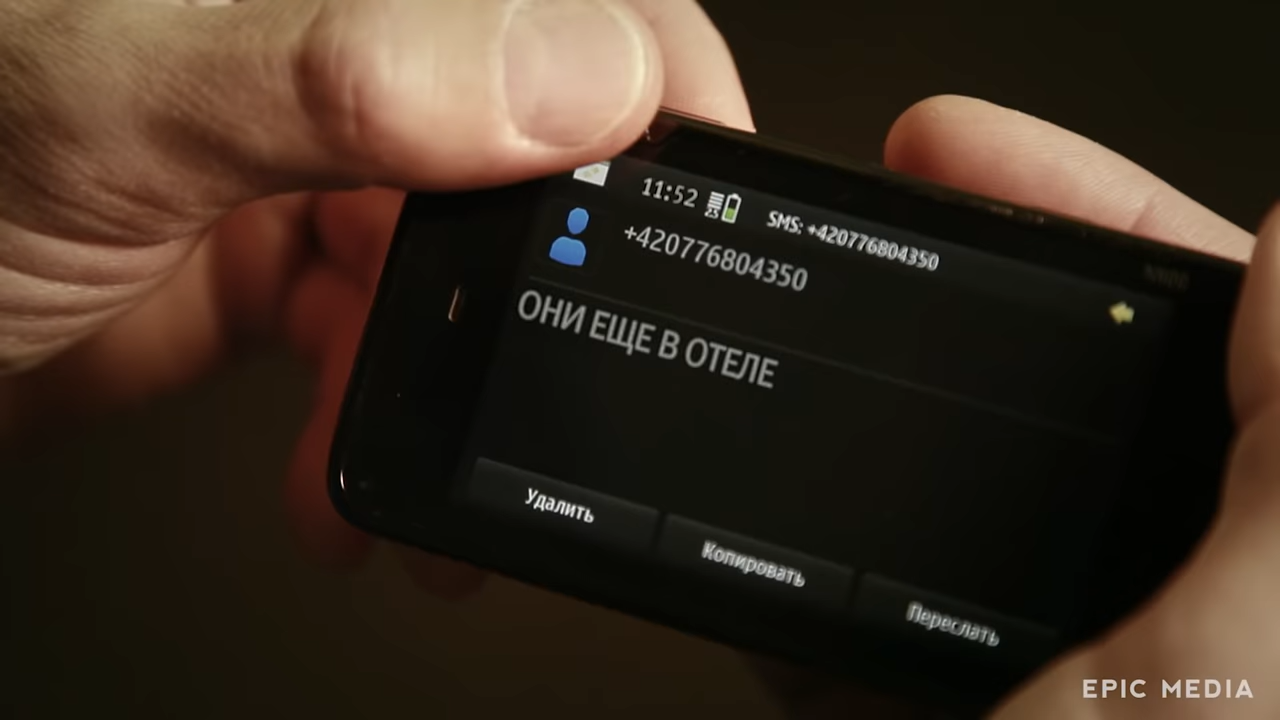 11:52
SMS: +420776804350
+420776804350
ОНИ ЕЩЕ В ОТЕЛЕ
Удалить
Копировать
Переслать
EPIC MEDIA